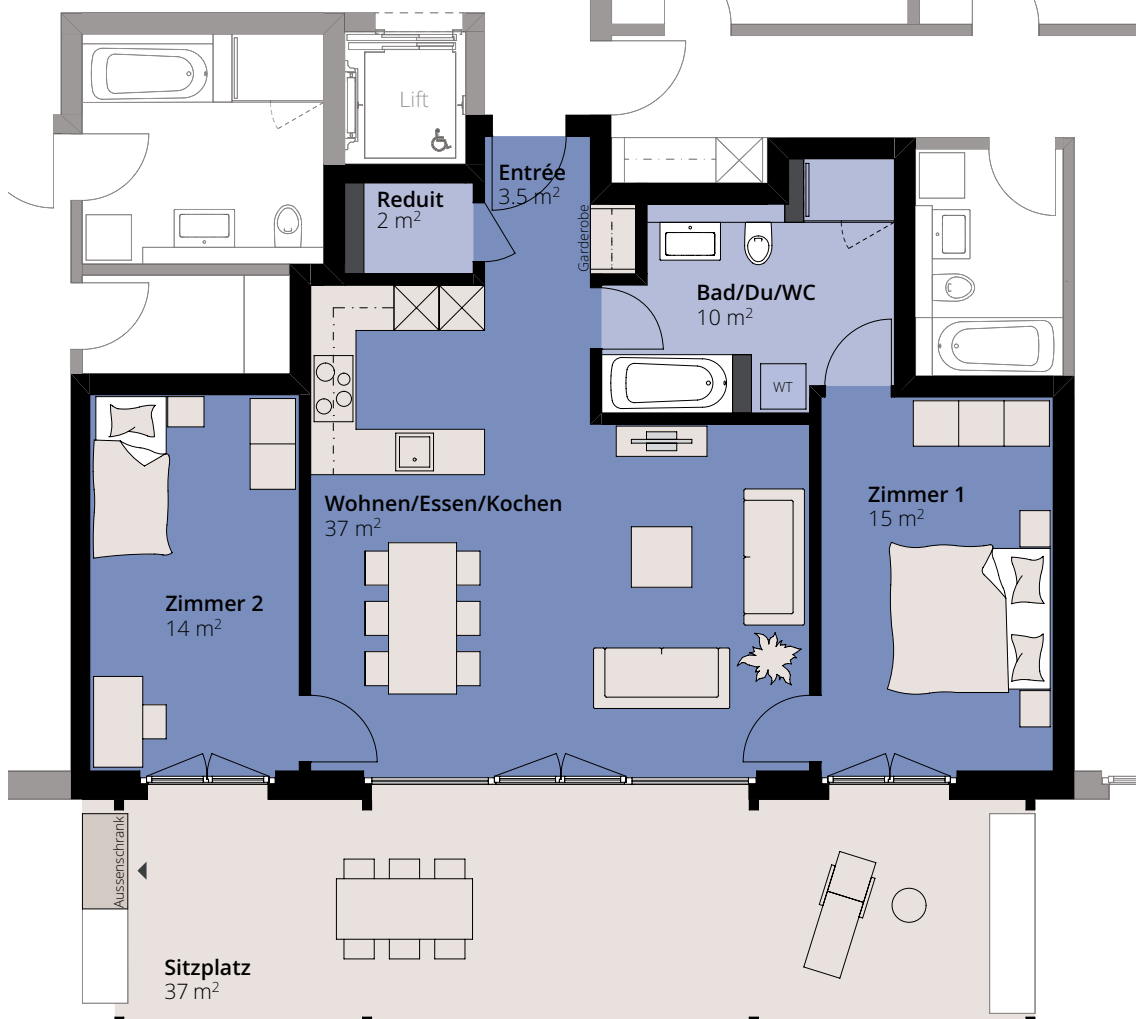 Lift
Entrée
3.5 m²
Reduit
2 m²
Garderobe
Bad/Du/WC
10 m²
WT
Wohnen/Essen/Kochen
37 m²
Zimmer 1
15 m²
Zimmer 2
14 m²
Aussenschrank
Sitzplatz
37 m²